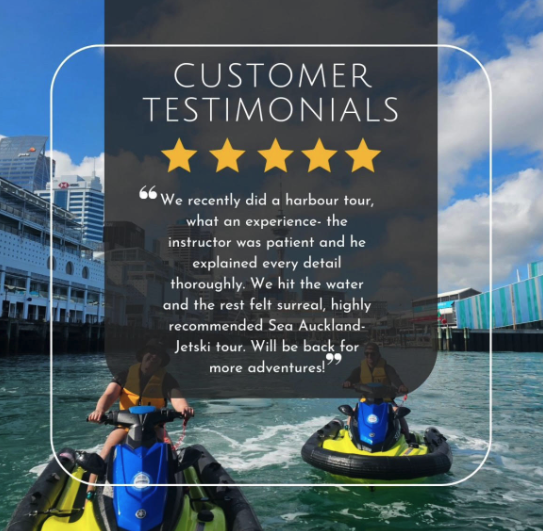 CUSTOMER
TESTIMONIALS
“We recently did a harbour tour,
what an experience- the
instructor was patient and he
explained every detail
thoroughly. We hit the water
and the rest felt surreal, highly
recommended Sea Auckland-
Jetski tour. Will be back for
more adventures!”
HSBC